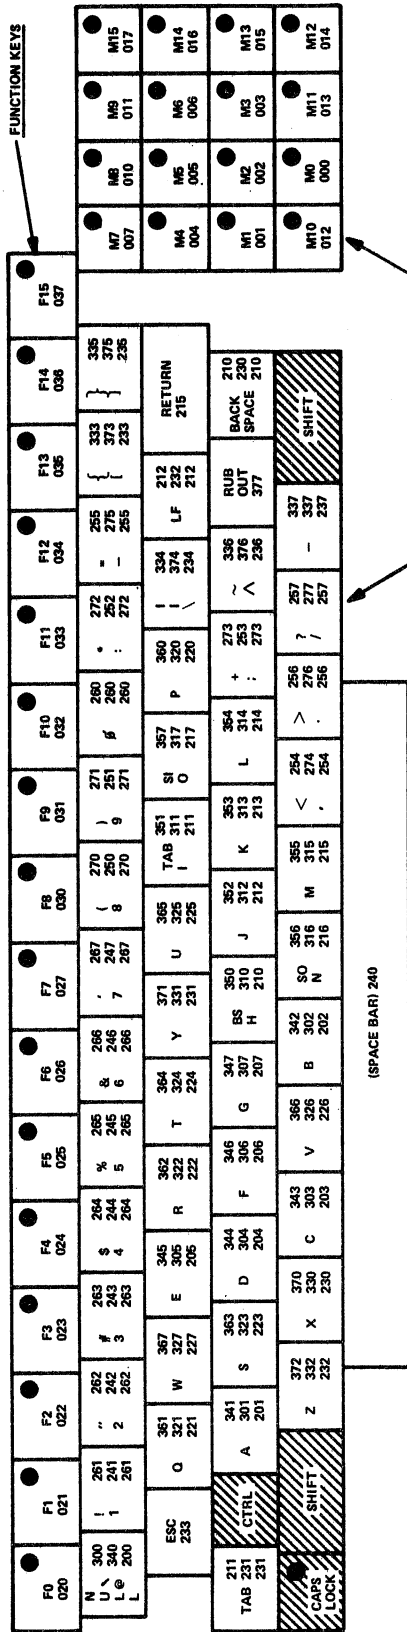 FUNCTION KEYS
F0 F1 F2 F3 F4 F5 F6 F7 F8 F9 F10 F11 F12 F13 F14 F15
020 021 022 023 024 025 026 027 030 031 032 033 034 035 036 037
N U L ` @ L 300 340 200
! 1 261 241 261
" 2 262 242 262
# 3 263 243 263
$ 4 264 244 264
% 5 265 245 265
& 6 266 246 266
' 7 267 247 267
( 8 270 250 270
) 9 271 251 271
0 260 260 260
* : 272 252 272
= - 255 275 255
{ [ 333 373 233
} ] 335 375 235
ESC 233
Q 361 321 221
W 367 327 227
E 345 305 205
R 362 322 222
T 364 324 224
Y 371 331 231
U 365 325 225
TAB I 351 311 211
SI O 357 317 217
P 360 320 220
| \ 334 374 234
LF 212 232 212
RETURN 215
TAB 211 231 231
CTRL
A 341 301 201
S 363 323 223
D 344 304 204
F 346 306 206
G 347 307 207
BS H 350 310 210
J 352 312 212
K 353 313 213
L 354 314 214
+ ; 273 253 273
~ ^ 336 376 236
RUB OUT 377
BACK SPACE 210 230 210
CAPS LOCK
SHIFT
Z 372 332 232
X 370 330 230
C 343 303 203
V 366 326 226
B 342 302 202
SO N 356 316 216
M 355 315 215
< , 254 274 254
> . 256 276 256
? / 257 277 257
– 337 337 237
SHIFT
(SPACE BAR) 240
M7 M8 M9 M15
007 010 011 017
M4 M5 M6 M14
004 005 006 016
M1 M2 M3 M13
001 002 003 015
M10 M0 M11 M12
012 000 013 014